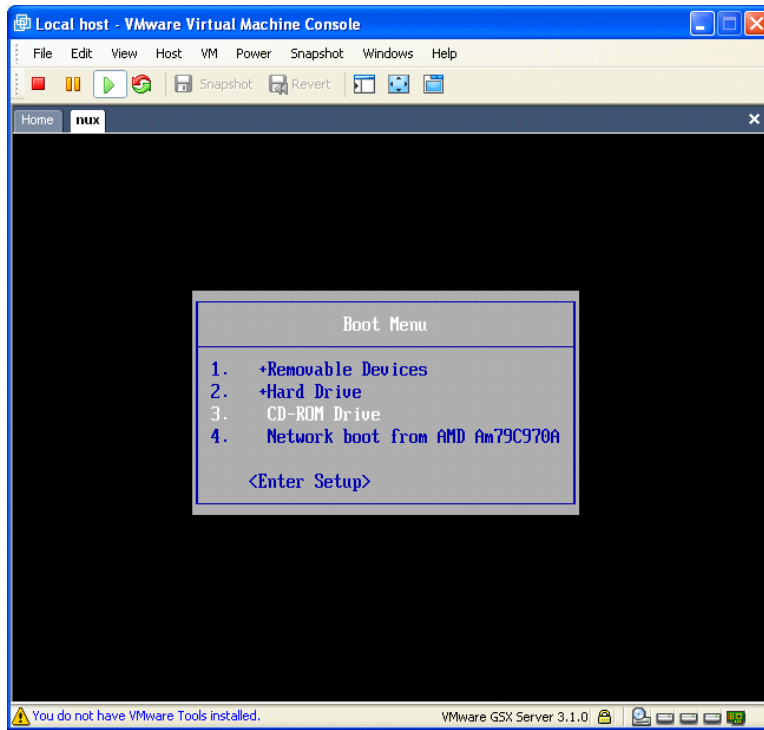 Local host - VMware Virtual Machine Console
File Edit View Host VM Power Snapshot Windows Help
Snapshot Revert
Home nux
Boot Menu
1. +Removable Devices
2. +Hard Drive
3. CD-ROM Drive
4. Network boot from AMD Am79C970A
<Enter Setup>
You do not have VMware Tools installed. VMware GSX Server 3.1.0